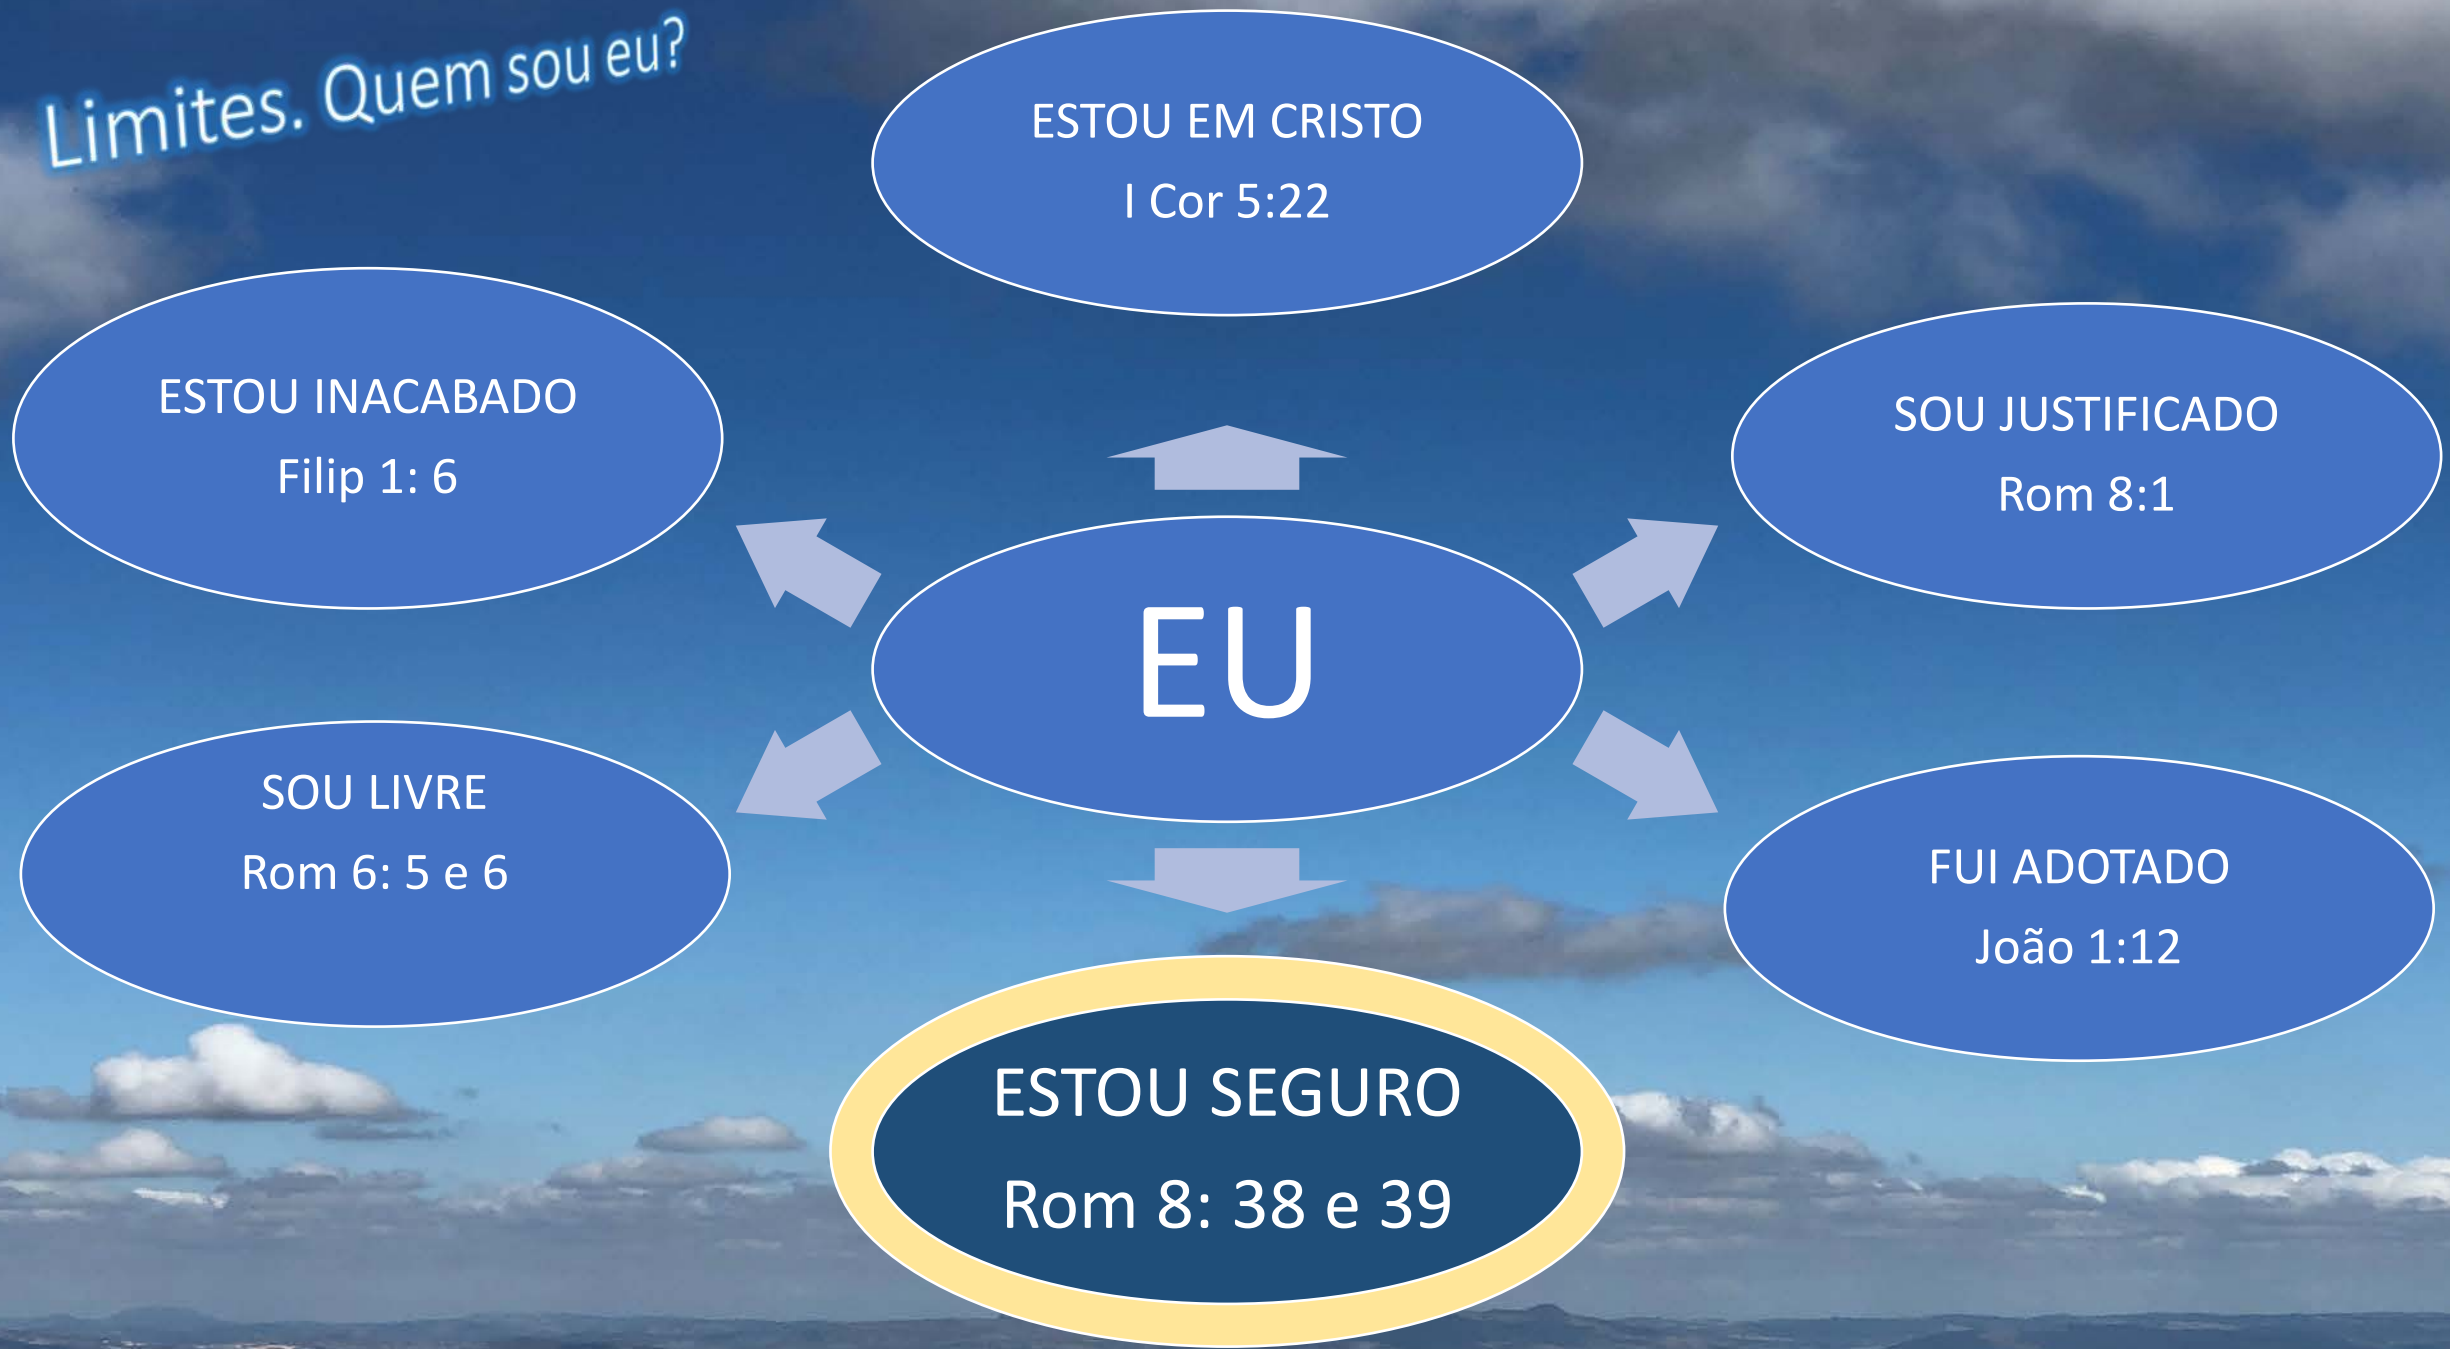 Limites. Quem sou eu?
ESTOU EM CRISTO
I Cor 5:22
ESTOU INACABADO
Filip 1: 6
SOU JUSTIFICADO
Rom 8:1
EU
SOU LIVRE
Rom 6: 5 e 6
FUI ADOTADO
João 1:12
ESTOU SEGURO
Rom 8: 38 e 39